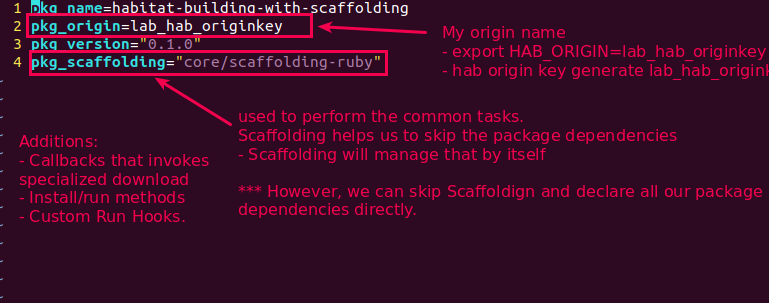 1 pkg_name=habitat-building-with-scaffolding
2 pkg_origin=lab_hab_originkey
3 pkg_version="0.1.0"
4 pkg_scaffolding="core/scaffolding-ruby"
My origin name
- export HAB_ORIGIN=lab_hab_originkey
- hab origin key generate lab_hab_origink
used to perform the common tasks.
Scaffolding helps us to skip the package dependencies
- Scaffolding will manage that by itself
*** However, we can skip Scaffoldign and declare all our package
dependencies directly.
Additions:
- Callbacks that invokes
specialized download
- Install/run methods
- Custom Run Hooks.